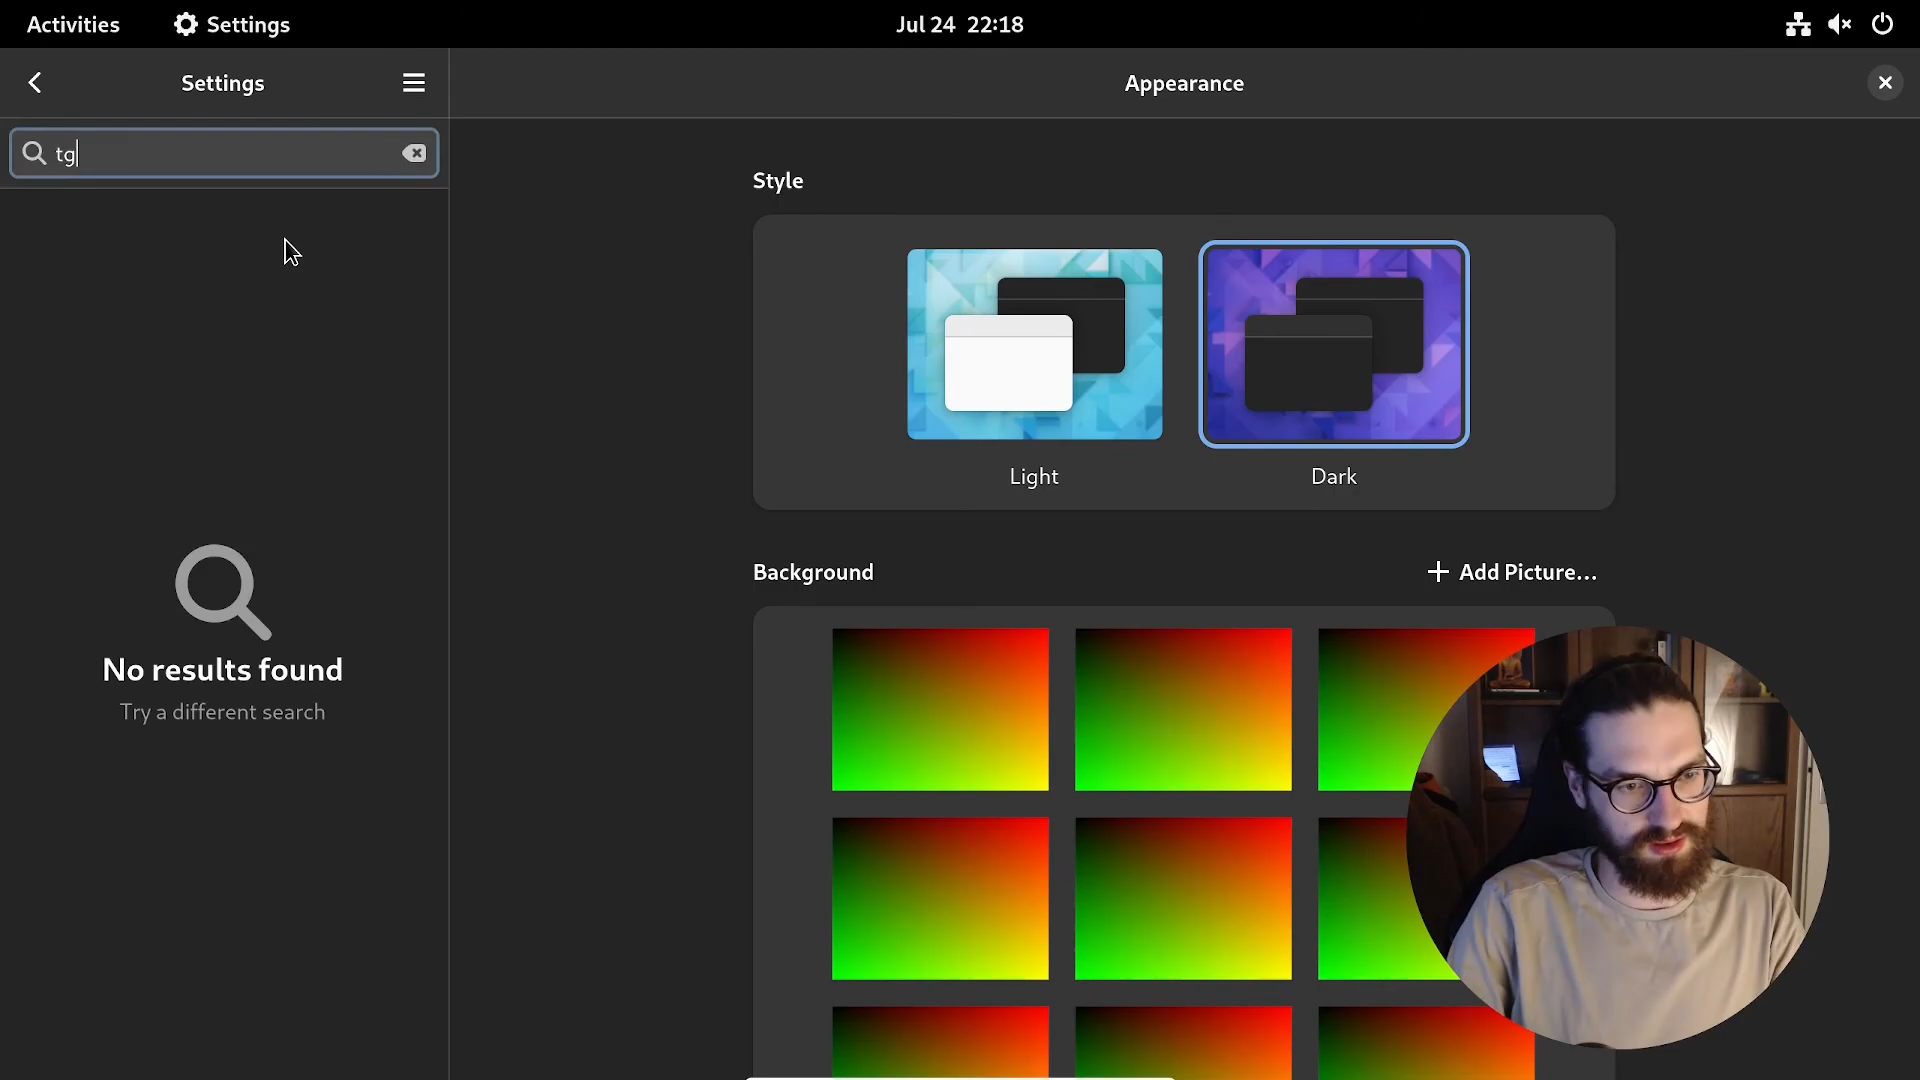 Activities
Settings
Jul 24 22:18
Settings
Appearance
tg
Style
Light
Dark
Background
Add Picture...
No results found
Try a different search